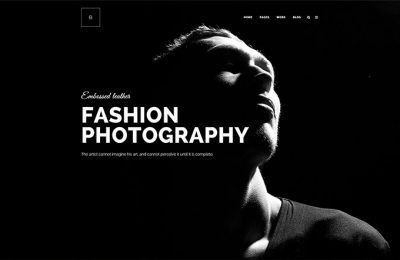 B
HOME PAGES WORK BLOG
Embossed leather
FASHION
PHOTOGRAPHY
The artist cannot imagine his art, and cannot perceive it until it is complete.